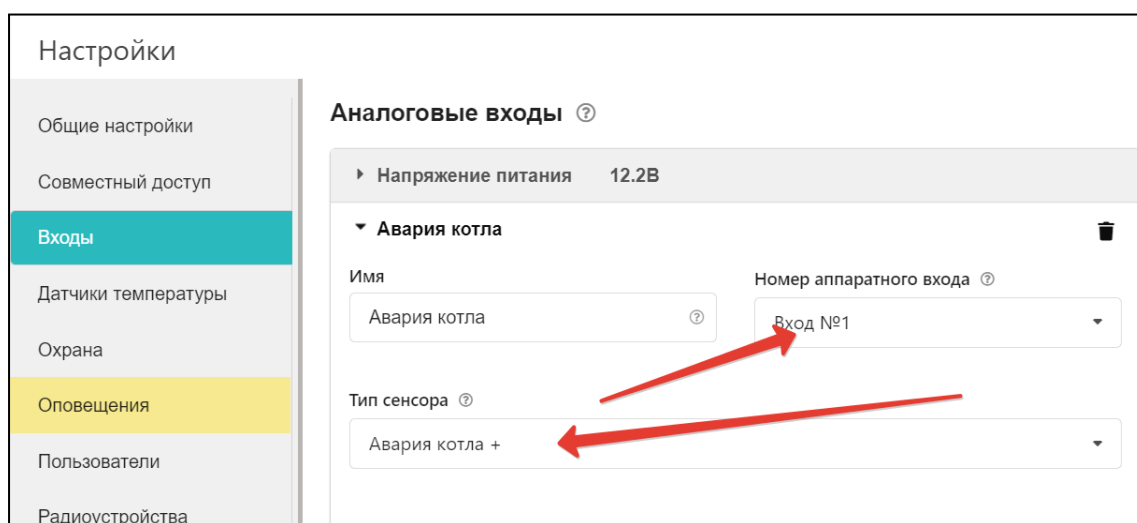 Настройки
Общие настройки
Совместный доступ
Входы
Датчики температуры
Охрана
Оповещения
Пользователи
Радиоустройства
Аналоговые входы ?
Напряжение питания 12.2В
Авария котла
Имя
Авария котла ?
Номер аппаратного входа ?
Вход №1
Тип сенсора ?
Авария котла +